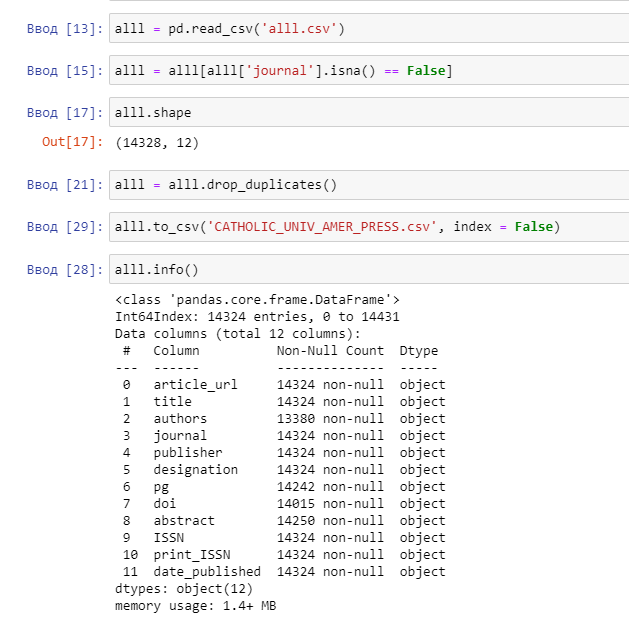 Ввод [13]: alll = pd.read_csv('alll.csv')
Ввод [15]: alll = alll[alll['journal'].isna() == False]
Ввод [17]: alll.shape
Out[17]: (14328, 12)
Ввод [21]: alll = alll.drop_duplicates()
Ввод [29]: alll.to_csv('CATHOLIC_UNIV_AMER_PRESS.csv', index = False)
Ввод [28]: alll.info()
<class 'pandas.core.frame.DataFrame'>
Int64Index: 14324 entries, 0 to 14431
Data columns (total 12 columns):
 #   Column          Non-Null Count  Dtype
---  ------          --------------  -----
 0   article_url     14324 non-null  object
 1   title           14324 non-null  object
 2   authors         13380 non-null  object
 3   journal         14324 non-null  object
 4   publisher       14324 non-null  object
 5   designation     14324 non-null  object
 6   pg              14242 non-null  object
 7   doi             14015 non-null  object
 8   abstract        14250 non-null  object
 9   ISSN            14324 non-null  object
 10  print_ISSN      14324 non-null  object
 11  date_published  14324 non-null  object
dtypes: object(12)
memory usage: 1.4+ MB